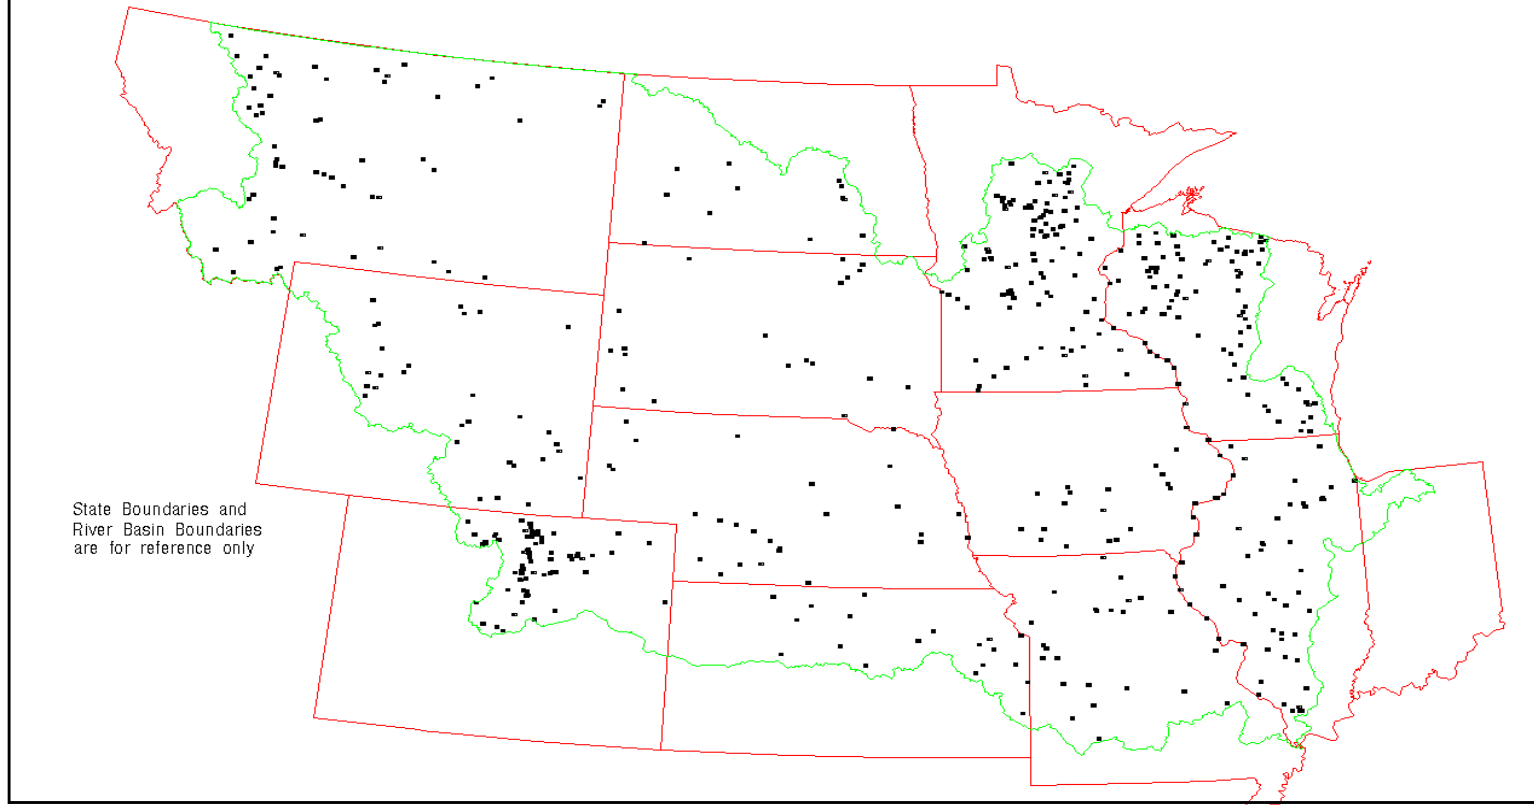 State Boundaries and
River Basin Boundaries
are for reference only